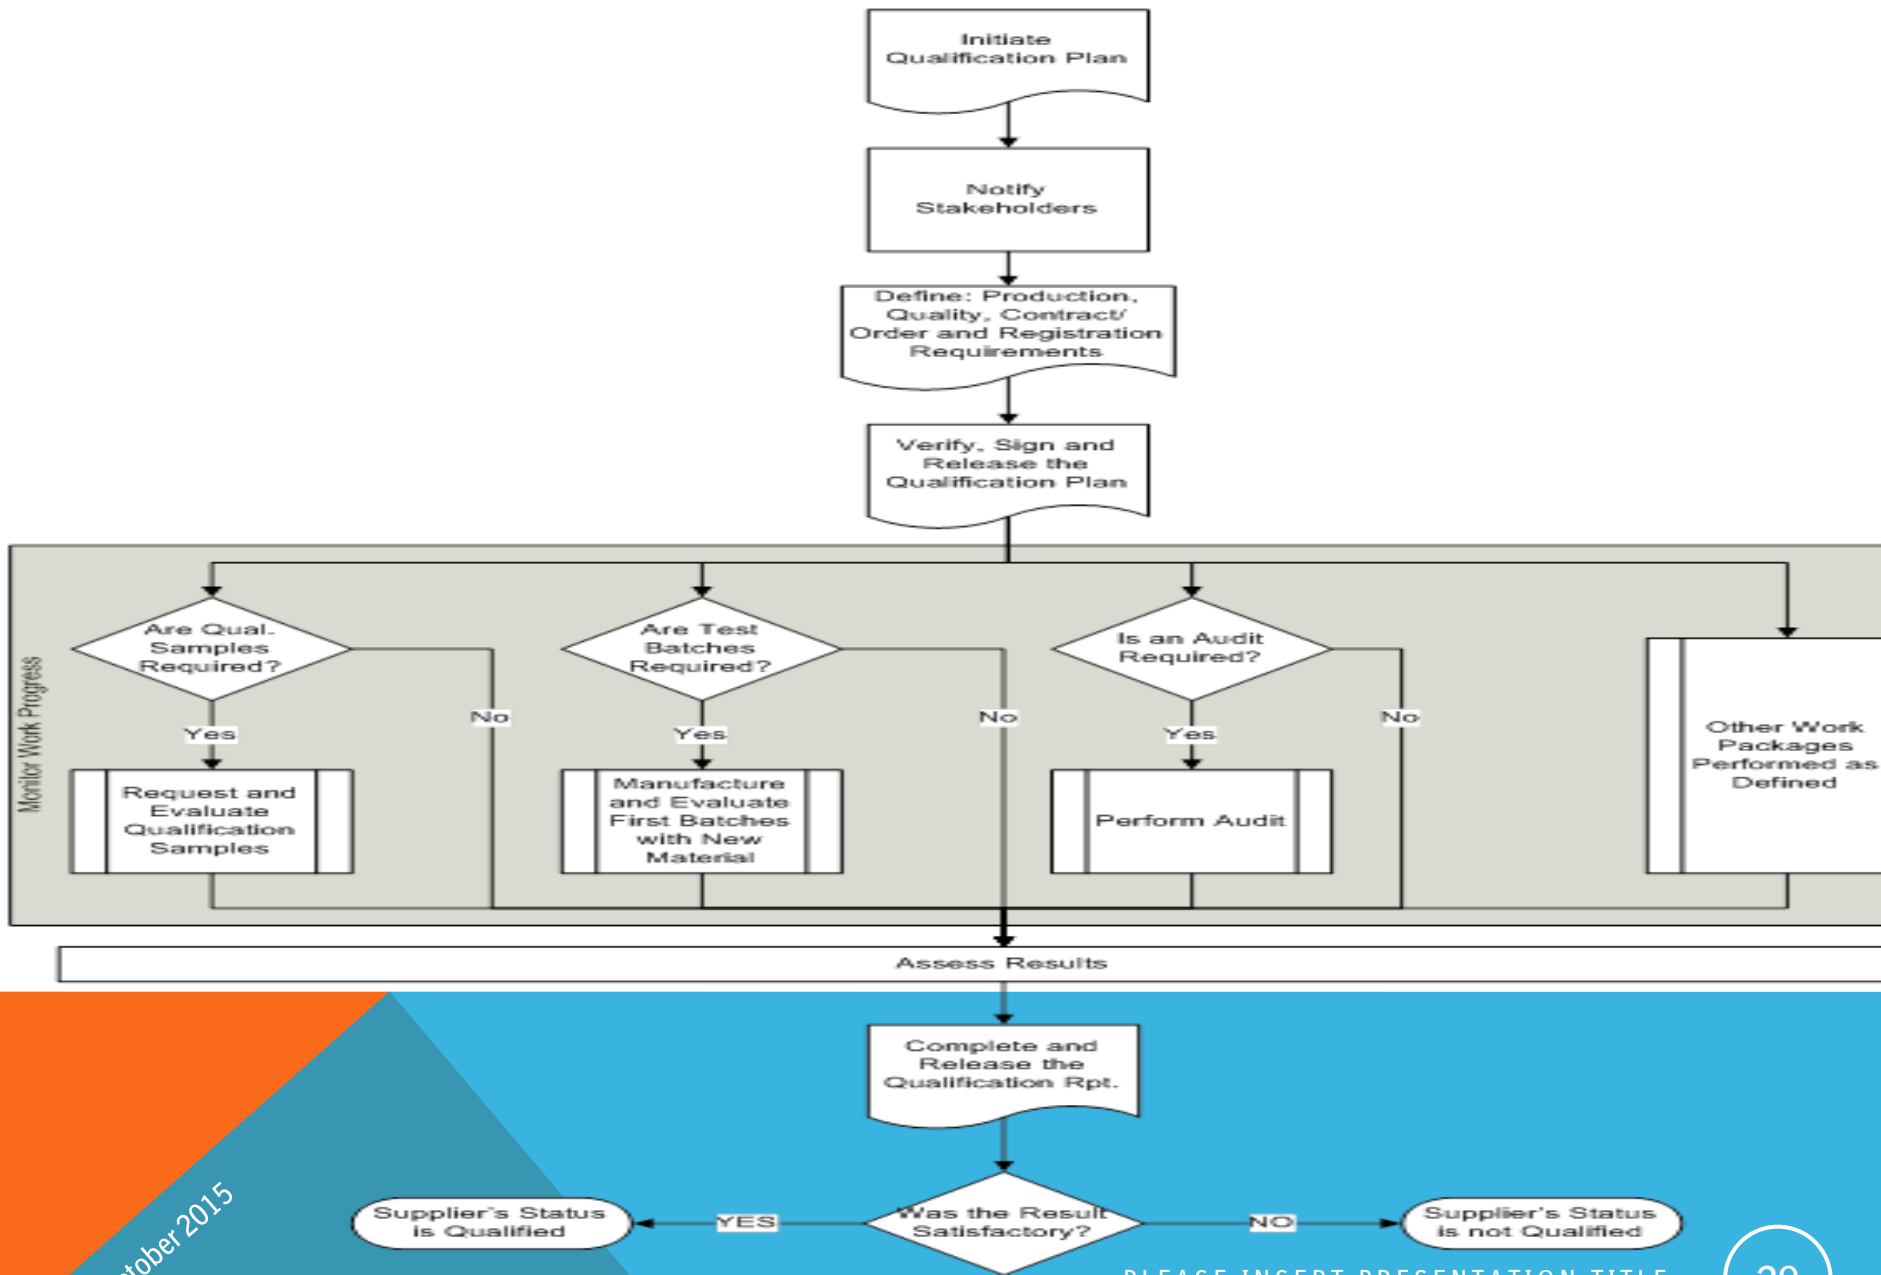 Initiate
Qualification Plan
Notify
Stakeholders
Define: Production,
Quality, Contract/
Order and Registration
Requirements
Verify, Sign and
Release the
Qualification Plan
Monitor Work Progress
Are Qual.
Samples
Required?
Are Test
Batches
Required?
Is an Audit
Required?
No
No
No
Yes
Yes
Yes
Request and
Evaluate
Qualification
Samples
Manufacture
and Evaluate
First Batches
with New
Material
Perform Audit
Other Work
Packages
Performed as
Defined
Assess Results
Complete and
Release the
Qualification Rpt.
Was the Result
Satisfactory?
YES
NO
Supplier's Status
is Qualified
Supplier's Status
is not Qualified
tober 2015
PLEASE INSERT PRESENTATION TITLE